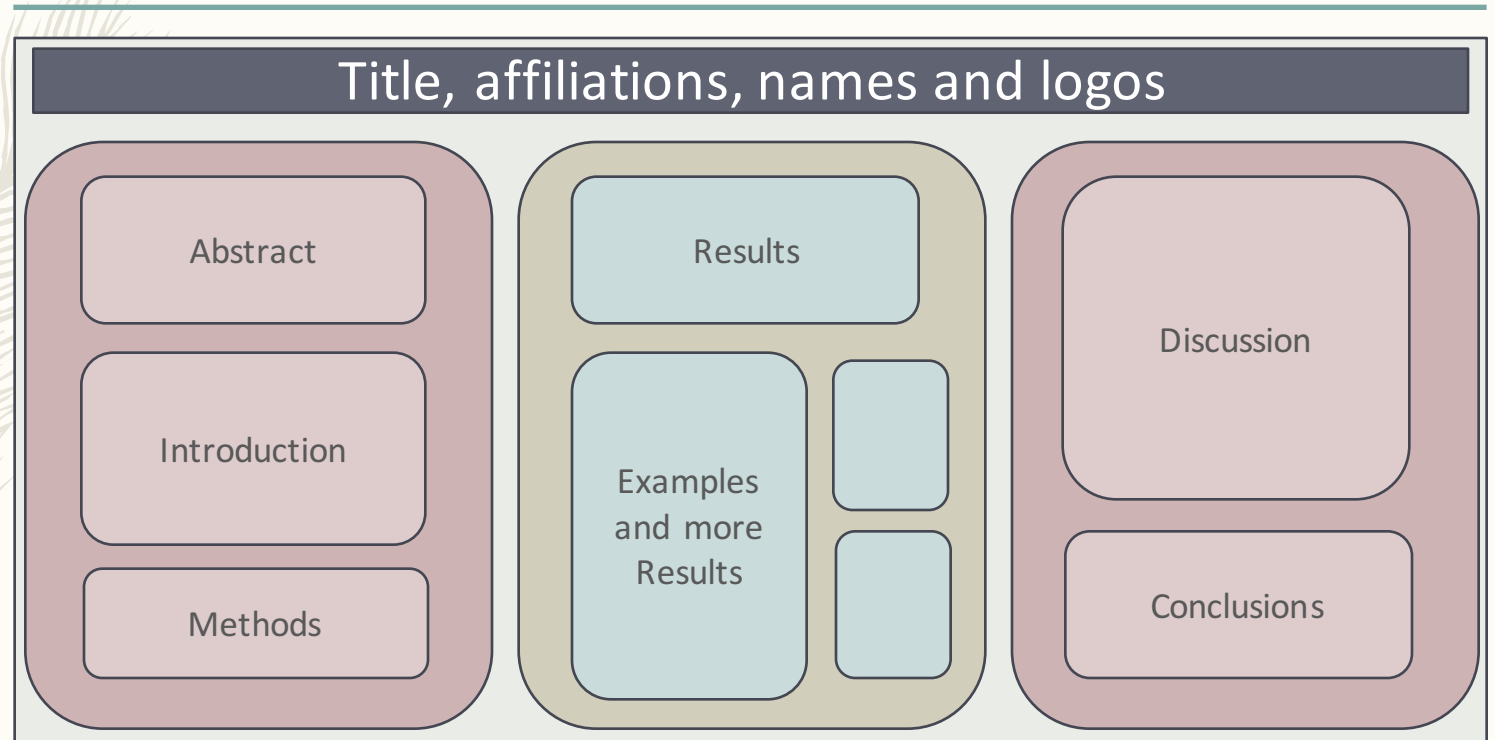 Title, affiliations, names and logos
Abstract
Introduction
Methods
Results
Examples
and more
Results
Discussion
Conclusions